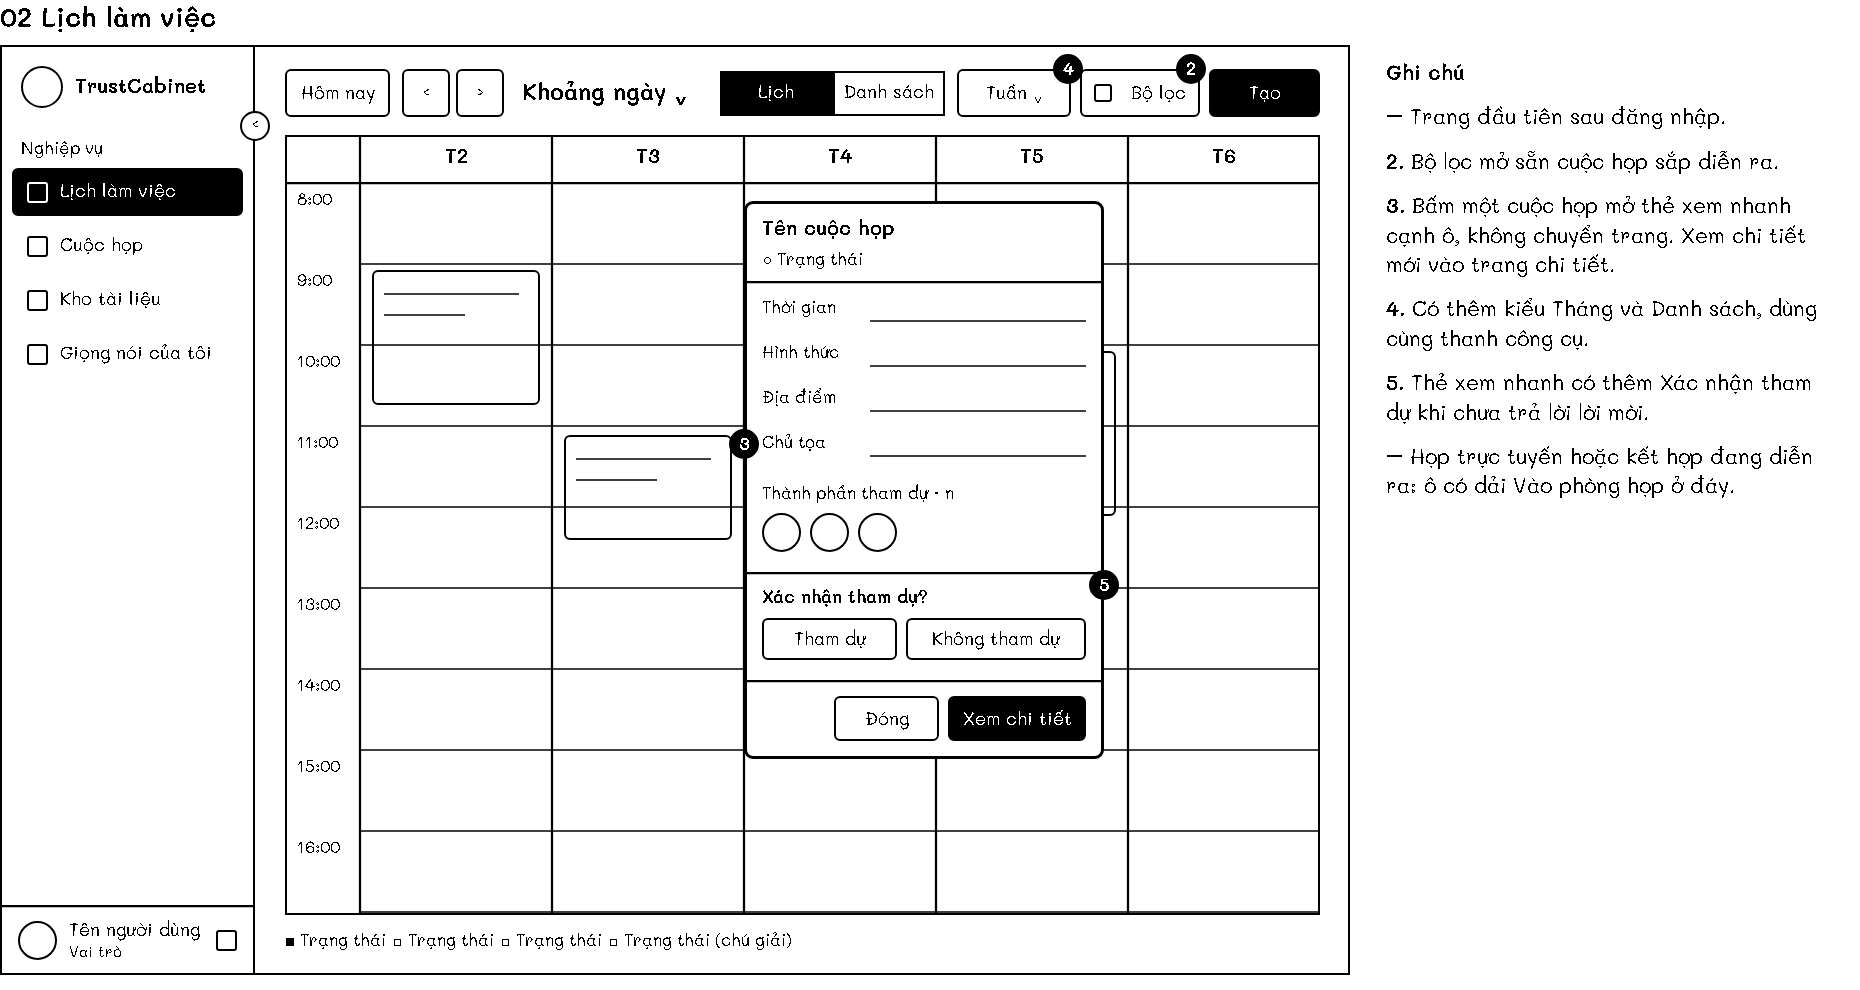 02 Lịch làm việc
TrustCabinet
<
Nghiệp vụ
Lịch làm việc
Cuộc họp
Kho tài liệu
Giọng nói của tôi
Tên người dùng
Vai trò
Hôm nay
<
>
Khoảng ngày v
Lịch
Danh sách
Tuần v
4
Bộ lọc
2
Tạo
T2
T3
T4
T5
T6
8:00
9:00
10:00
11:00
12:00
13:00
14:00
15:00
16:00
Tên cuộc họp
○ Trạng thái
Thời gian
Hình thức
Địa điểm
3
Chủ tọa
Thành phần tham dự · n
5
Xác nhận tham dự?
Tham dự
Không tham dự
Đóng
Xem chi tiết
■ Trạng thái □ Trạng thái □ Trạng thái □ Trạng thái (chú giải)
Ghi chú
— Trang đầu tiên sau đăng nhập.
2. Bộ lọc mở sẵn cuộc họp sắp diễn ra.
3. Bấm một cuộc họp mở thẻ xem nhanh
cạnh ô, không chuyển trang. Xem chi tiết
mới vào trang chi tiết.
4. Có thêm kiểu Tháng và Danh sách, dùng
cùng thanh công cụ.
5. Thẻ xem nhanh có thêm Xác nhận tham
dự khi chưa trả lời lời mời.
— Họp trực tuyến hoặc kết hợp đang diễn
ra: ô có dải Vào phòng họp ở đáy.